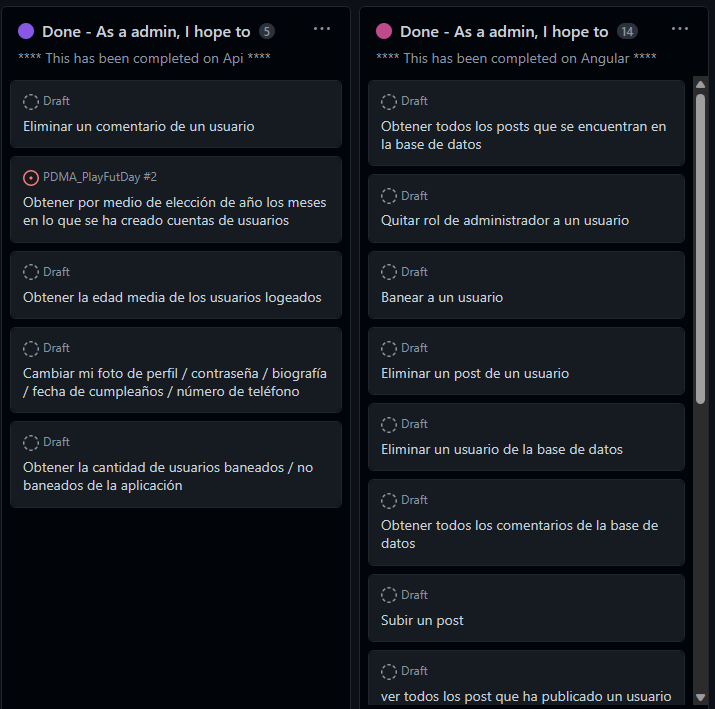 Done - As a admin, I hope to 5
**** This has been completed on Api ****
Draft
Eliminar un comentario de un usuario
PDMA_PlayFutDay #2
Obtener por medio de elección de año los meses
en lo que se ha creado cuentas de usuarios
Draft
Obtener la edad media de los usuarios logeados
Draft
Cambiar mi foto de perfil / contraseña / biografía
/ fecha de cumpleaños / número de teléfono
Draft
Obtener la cantidad de usuarios baneados / no
baneados de la aplicación
Done - As a admin, I hope to 14
**** This has been completed on Angular ****
Draft
Obtener todos los posts que se encuentran en
la base de datos
Draft
Quitar rol de administrador a un usuario
Draft
Banear a un usuario
Draft
Eliminar un post de un usuario
Draft
Eliminar un usuario de la base de datos
Draft
Obtener todos los comentarios de la base de
datos
Draft
Subir un post
Draft
ver todos los post que ha publicado un usuario